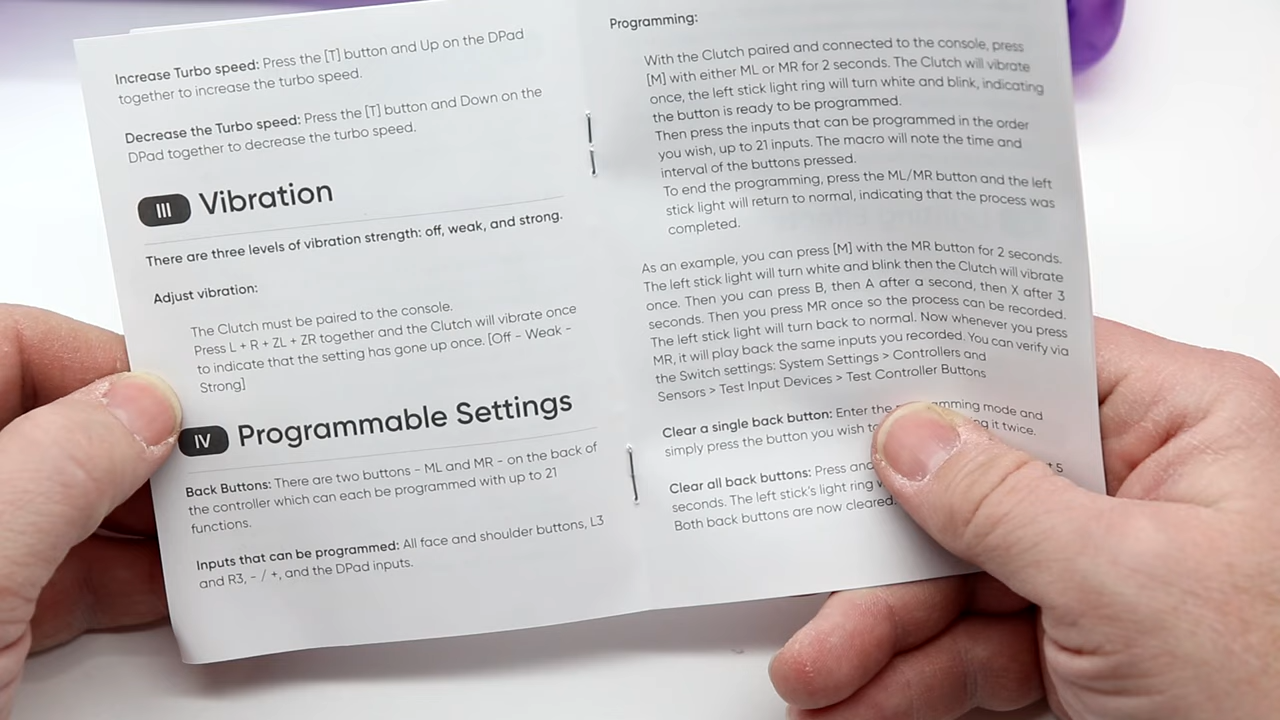 Increase Turbo speed: Press the [T] button and Up on the DPad
together to increase the turbo speed.
Decrease the Turbo speed: Press the [T] button and Down on the
DPad together to decrease the turbo speed.
III Vibration
There are three levels of vibration strength: off, weak, and strong.
Adjust vibration:
The Clutch must be paired to the console.
Press L + R + ZL + ZR together and the Clutch will vibrate once
to indicate that the setting has gone up once. [Off - Weak -
Strong]
IV Programmable Settings
Back Buttons: There are two buttons - ML and MR - on the back of
the controller which can each be programmed with up to 21
functions.
Inputs that can be programmed: All face and shoulder buttons, L3
and R3, - / +, and the DPad inputs.
Programming:
With the Clutch paired and connected to the console, press
[M] with either ML or MR for 2 seconds. The Clutch will vibrate
once, the left stick light ring will turn white and blink, indicating
the button is ready to be programmed.
Then press the inputs that can be programmed in the order
you wish, up to 21 inputs. The macro will note the time and
interval of the buttons pressed.
To end the programming, press the ML/MR button and the left
stick light will return to normal, indicating that the process was
completed.
As an example, you can press [M] with the MR button for 2 seconds.
The left stick light will turn white and blink then the Clutch will vibrate
once. Then you can press B, then A after a second, then X after 3
seconds. Then you press MR once so the process can be recorded.
The left stick light will turn back to normal. Now whenever you press
MR, it will play back the same inputs you recorded. You can verify via
the Switch settings: System Settings > Controllers and
Sensors > Test Input Devices > Test Controller Buttons
Clear a single back button: Enter the mode and
simply press the button you wish it twice.
Clear all back buttons: Press and 5
seconds. The left stick's light ring
Both back buttons are now cleared.